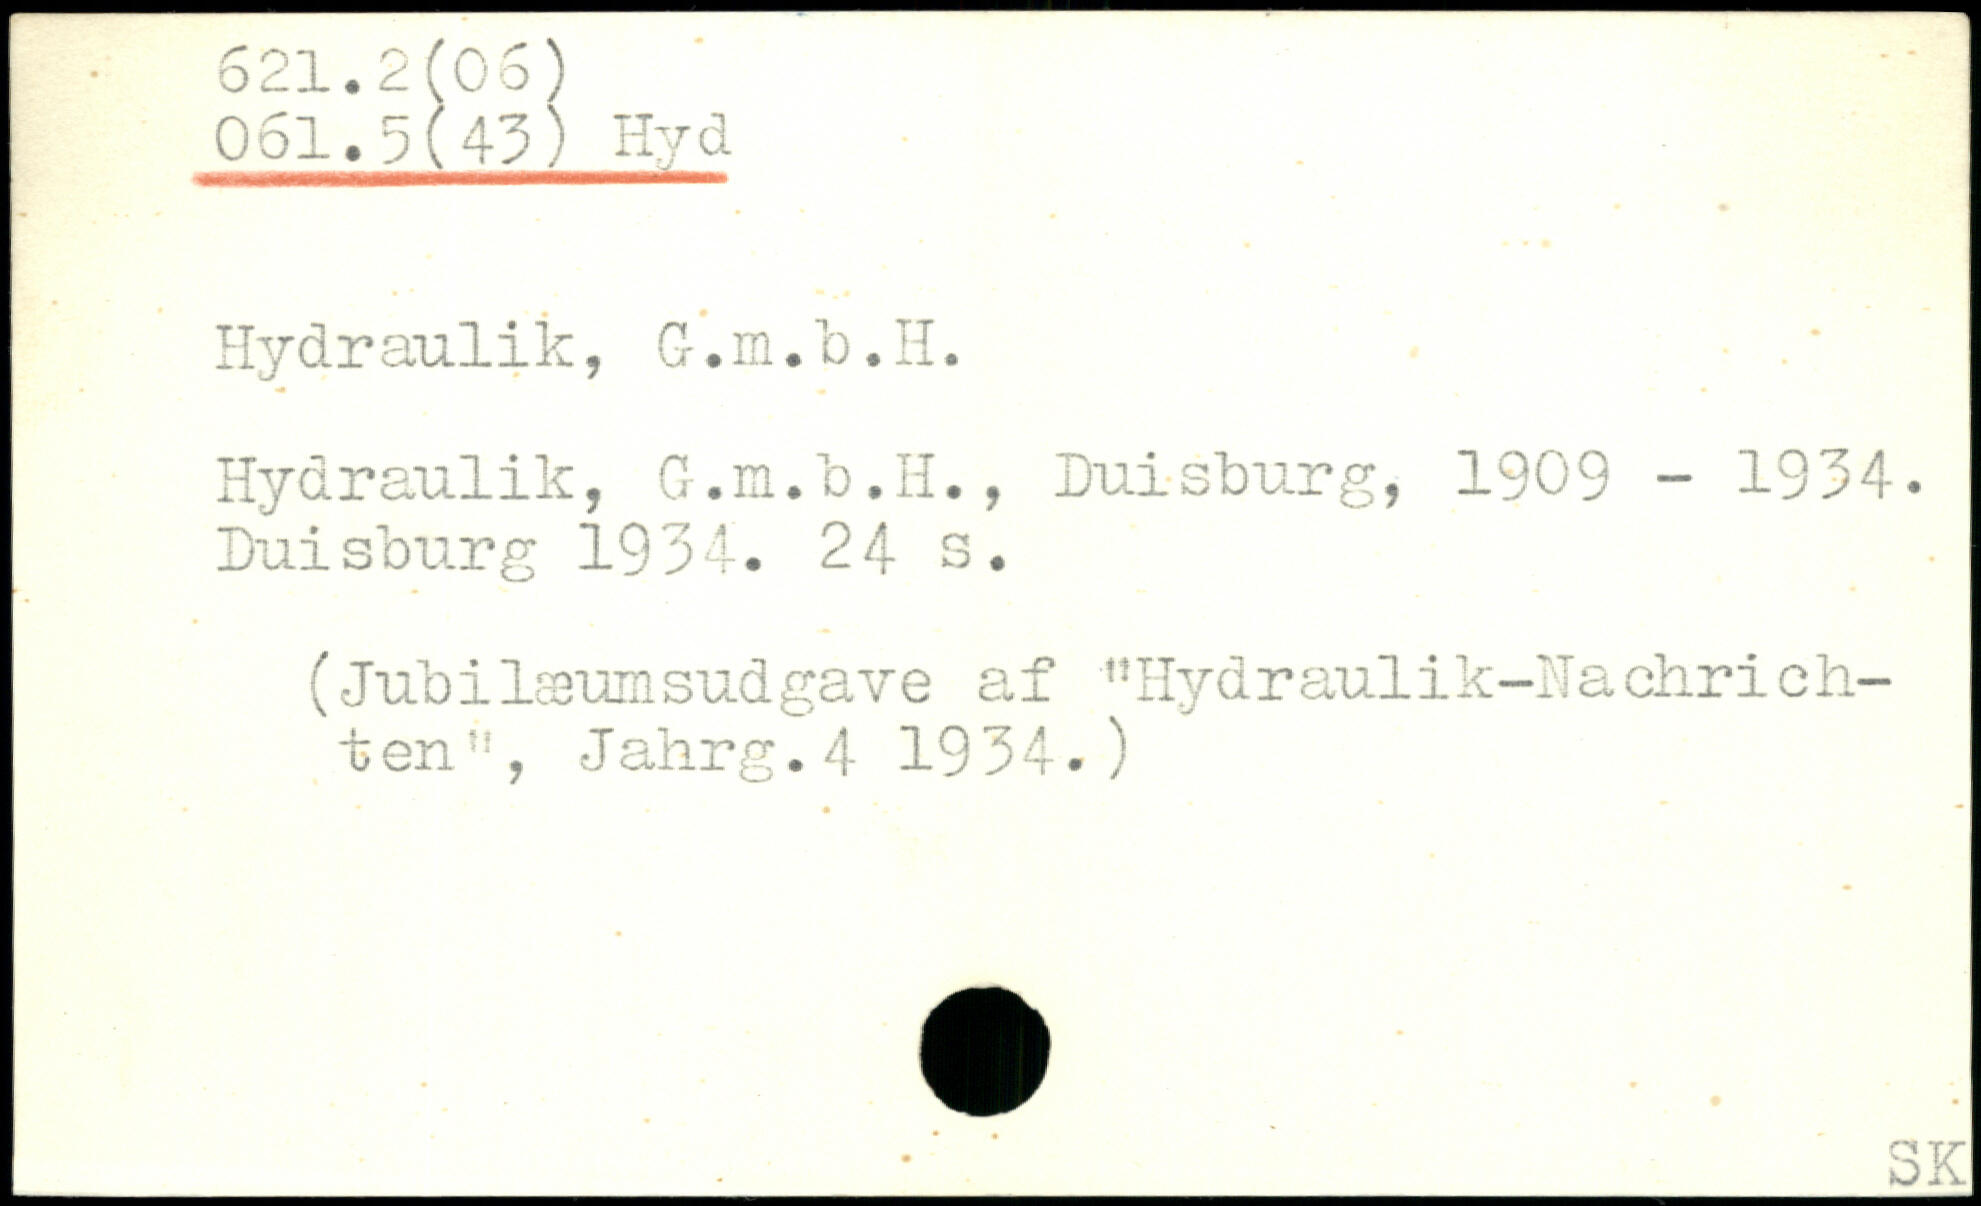 621.2(06)
061.5(43) Hyd
Hydraulik, G.m.b.H.
Hydraulik, G.m.b.H., Duisburg, 1909 - 1934.
Duisburg 1934. 24 s.
(Jubilæumsudgave af "Hydraulik-Nachrich-
ten", Jahrg.4 1934.)
SK